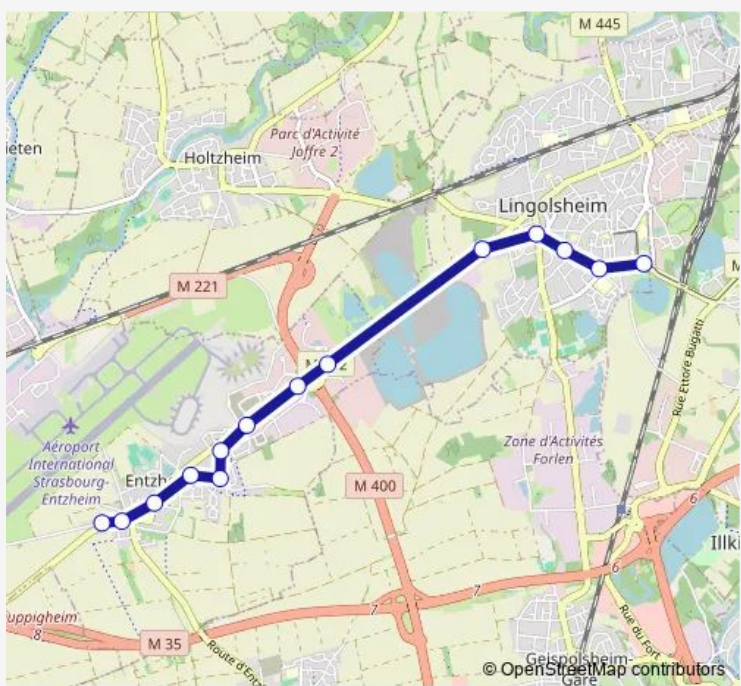 M 445
ieten
Holtzheim
Parc d'Activité
Joffre 2
Lingolsheim
M 221
M
Rue Ettore Bugatti
Aéroport
International
Strasbourg-
Entzheim
Entzh
Zone d'Activités
Forlen
M 400
6
Illki
7
7
6
uppigheim
8
M 35
Route d'Entz
Rue du Fort
Geispolsheim-
Gare
© OpenStreetMap contributors